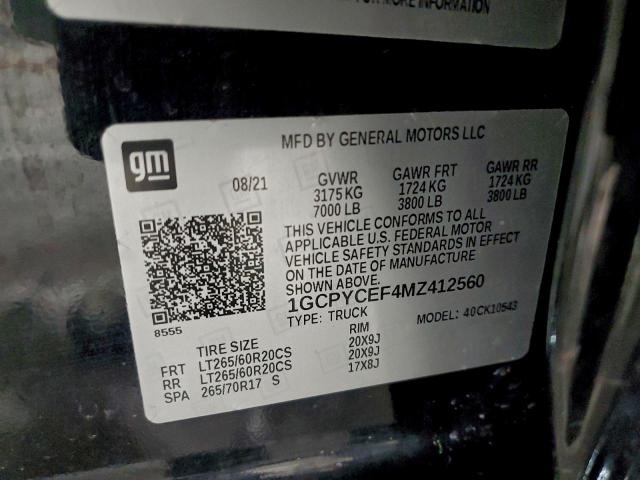 FOR MORE INFORMATION
gm
MFD BY GENERAL MOTORS LLC
08/21
GVWR
3175 KG
7000 LB
GAWR FRT
1724 KG
3800 LB
GAWR RR
1724 KG
3800 LB
THIS VEHICLE CONFORMS TO ALL
APPLICABLE U.S. FEDERAL MOTOR
VEHICLE SAFETY STANDARDS IN EFFECT
ON THE DATE OF MANUFACTURE
SHOWN ABOVE.
1GCPYCEF4MZ412560
8555
TYPE: TRUCK
MODEL: 40CK10543
TIRE SIZE RIM
FRT LT265/60R20CS 20X9J
RR LT265/60R20CS 20X9J
SPA 265/70R17 S 17X8J